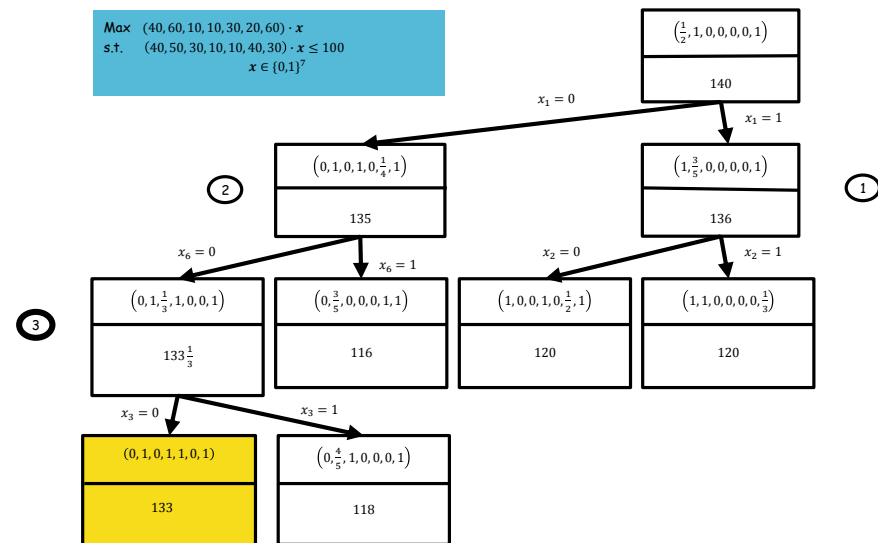 Max (40, 60, 10, 10, 30, 20, 60) · x
s.t. (40, 50, 30, 10, 10, 40, 30) · x ≤ 100
x ∈ {0,1}⁷
(1/2, 1, 0, 0, 0, 0, 1)
140
x₁ = 0
x₁ = 1
(0, 1, 0, 1, 0, 1/4, 1)
(1, 3/5, 0, 0, 0, 0, 1)
2
1
135
136
x₆ = 0
x₆ = 1
x₂ = 0
x₂ = 1
(0, 1, 1/3, 1, 0, 0, 1)
(0, 3/5, 0, 0, 0, 1, 1)
(1, 0, 0, 1, 0, 1/2, 1)
(1, 1, 0, 0, 0, 0, 1/3)
3
133 1/3
116
120
120
x₃ = 0
x₃ = 1
(0, 1, 0, 1, 1, 0, 1)
(0, 4/5, 1, 0, 0, 0, 1)
133
118